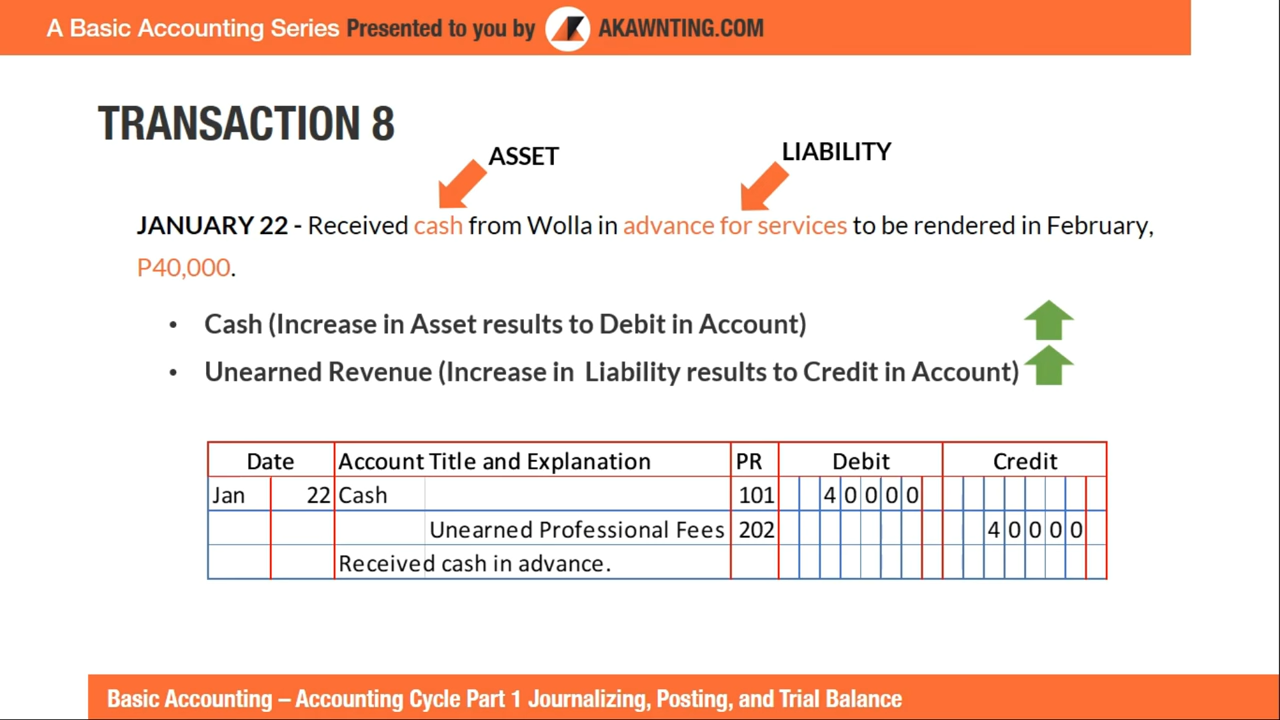 A Basic Accounting Series Presented to you by AKAWNTING.COM
TRANSACTION 8
ASSET
LIABILITY
JANUARY 22 - Received cash from Wolla in advance for services to be rendered in February,
P40,000.
• Cash (Increase in Asset results to Debit in Account)
• Unearned Revenue (Increase in Liability results to Credit in Account)
Date Account Title and Explanation PR Debit Credit
Jan 22 Cash 101 40000
Unearned Professional Fees 202 40000
Received cash in advance.
Basic Accounting – Accounting Cycle Part 1 Journalizing, Posting, and Trial Balance